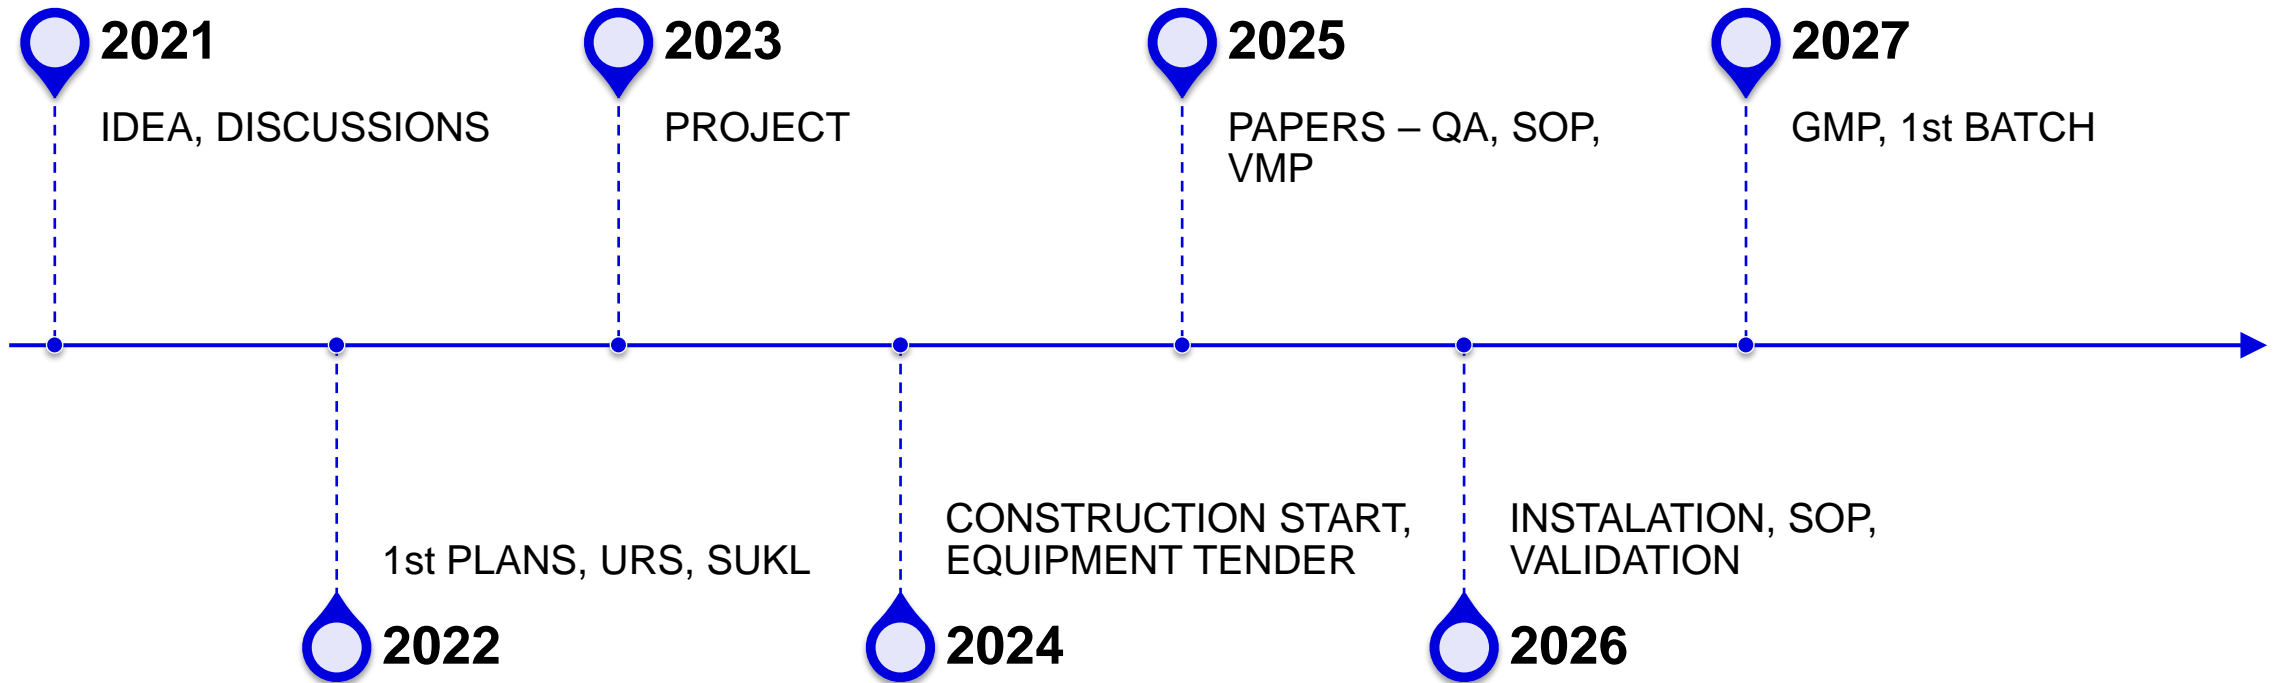 2021
IDEA, DISCUSSIONS
2023
PROJECT
2025
PAPERS – QA, SOP,
VMP
2027
GMP, 1st BATCH
1st PLANS, URS, SUKL
2022
CONSTRUCTION START,
EQUIPMENT TENDER
2024
INSTALATION, SOP,
VALIDATION
2026